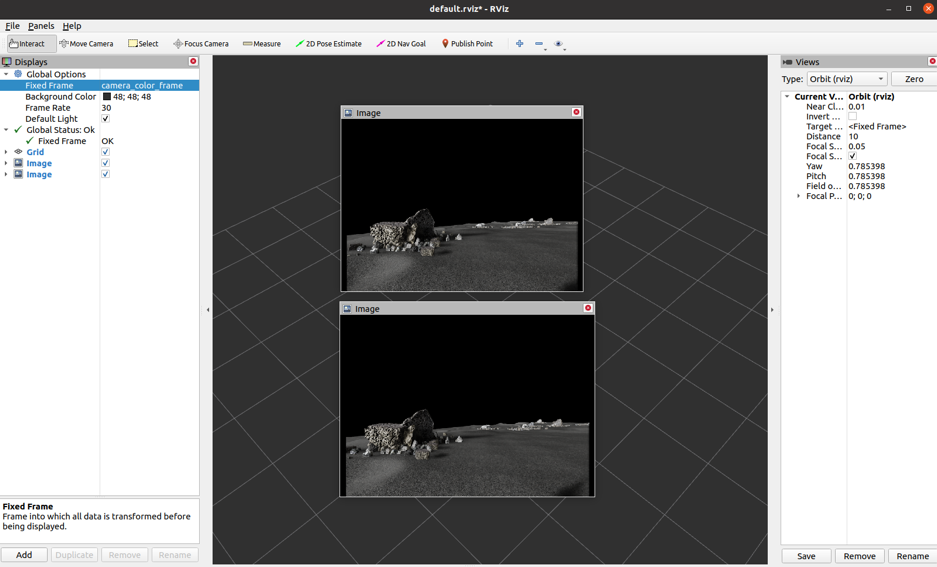 default.rviz* - RViz
File Panels Help
Interact Move Camera Select Focus Camera Measure 2D Pose Estimate 2D Nav Goal Publish Point
Displays
Global Options
Fixed Frame camera_color_frame
Background Color 48; 48; 48
Frame Rate 30
Default Light
Global Status: Ok
Fixed Frame OK
Grid
Image
Image
Fixed Frame
Frame into which all data is transformed before
being displayed.
Add Duplicate Remove Rename
Image
Image
Views
Type: Orbit (rviz) Zero
Current V... Orbit (rviz)
Near Cl... 0.01
Invert ...
Target ... <Fixed Frame>
Distance 10
Focal S... 0.05
Focal S...
Yaw 0.785398
Pitch 0.785398
Field o... 0.785398
Focal P... 0; 0; 0
Save Remove Rename